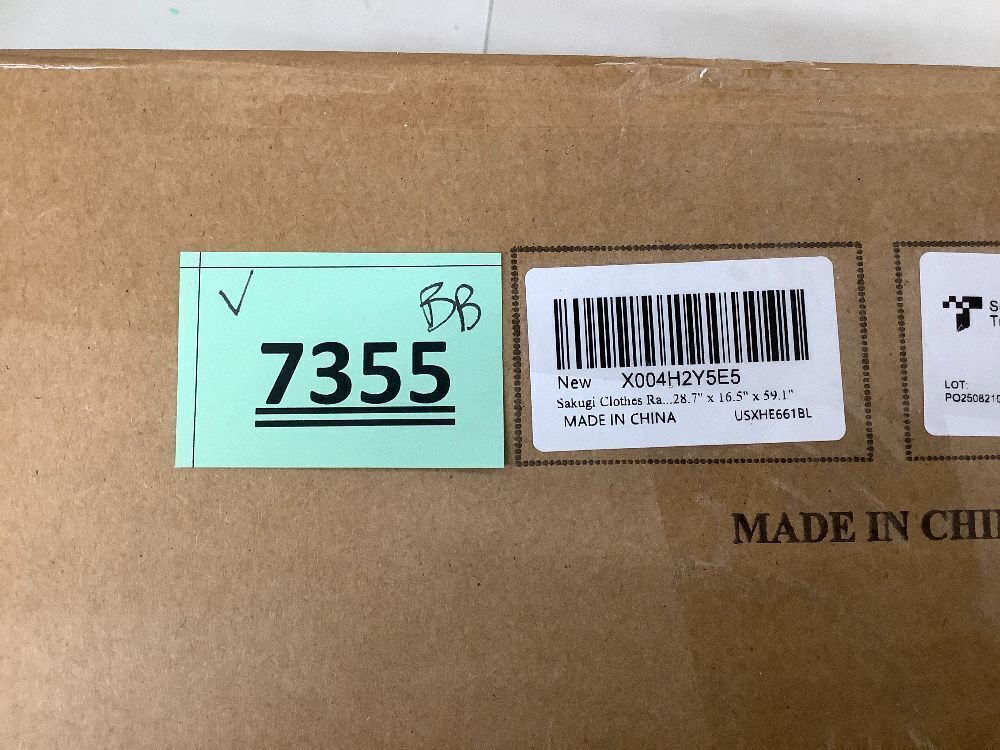 ✓ BB
7355
New X004H2Y5E5
Sakugi Clothes Ra...28.7" x 16.5" x 59.1"
MADE IN CHINA USXHE661BL
LOT:
MADE IN